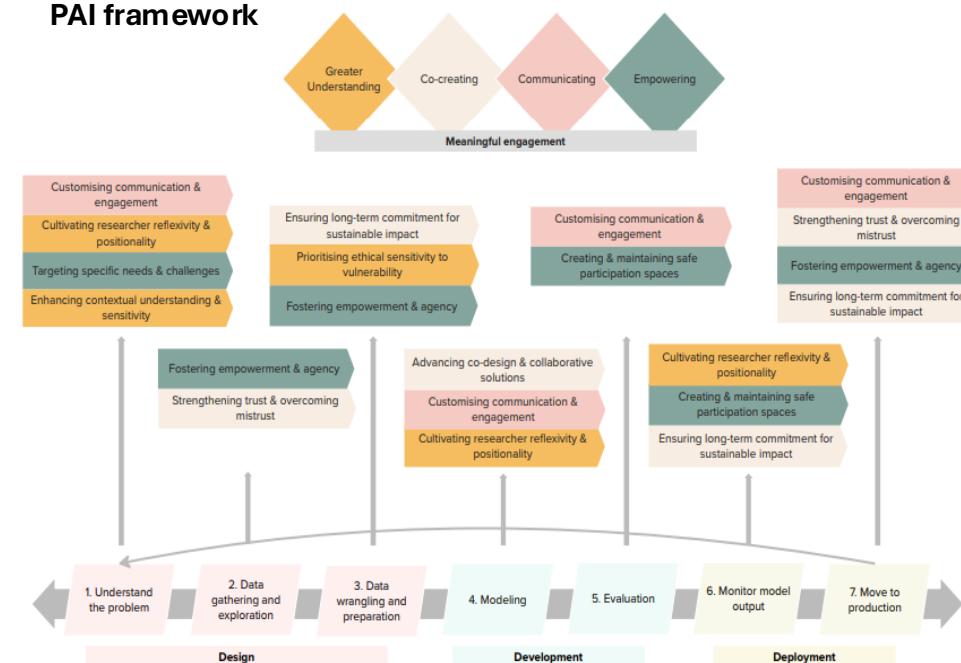 PAI framework
Greater
Understanding
Co-creating
Communicating
Empowering
Meaningful engagement
Customising communication &
engagement
Cultivating researcher reflexivity &
positionality
Targeting specific needs & challenges
Enhancing contextual understanding &
sensitivity
Ensuring long-term commitment for
sustainable impact
Prioritising ethical sensitivity to
vulnerability
Fostering empowerment & agency
Customising communication &
engagement
Creating & maintaining safe
participation spaces
Customising communication &
engagement
Strengthening trust & overcoming
mistrust
Fostering empowerment & agency
Ensuring long-term commitment for
sustainable impact
Fostering empowerment & agency
Strengthening trust & overcoming
mistrust
Advancing co-design & collaborative
solutions
Customising communication &
engagement
Cultivating researcher reflexivity &
positionality
Cultivating researcher reflexivity &
positionality
Creating & maintaining safe
participation spaces
Ensuring long-term commitment for
sustainable impact
1. Understand
the problem
2. Data
gathering and
exploration
3. Data
wrangling and
preparation
4. Modeling
5. Evaluation
6. Monitor model
output
7. Move to
production
Design
Development
Deployment